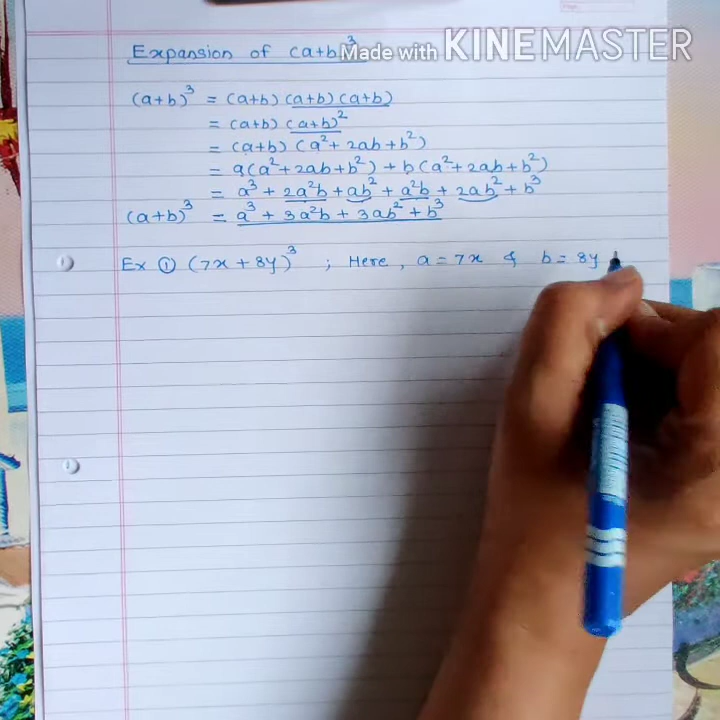 Expansion of (a+b)³
Made with KINEMASTER
(a+b)³ = (a+b) (a+b) (a+b)
= (a+b) (a+b)²
= (a+b) (a²+ 2ab + b²)
= a(a²+2ab+b²) + b(a²+2ab+b²)
= a³ + 2a²b + ab² + a²b + 2ab² + b³
(a+b)³ = a³ + 3a²b + 3ab² + b³
Ex ① (7x + 8y)³ ; Here, a = 7x & b = 8y